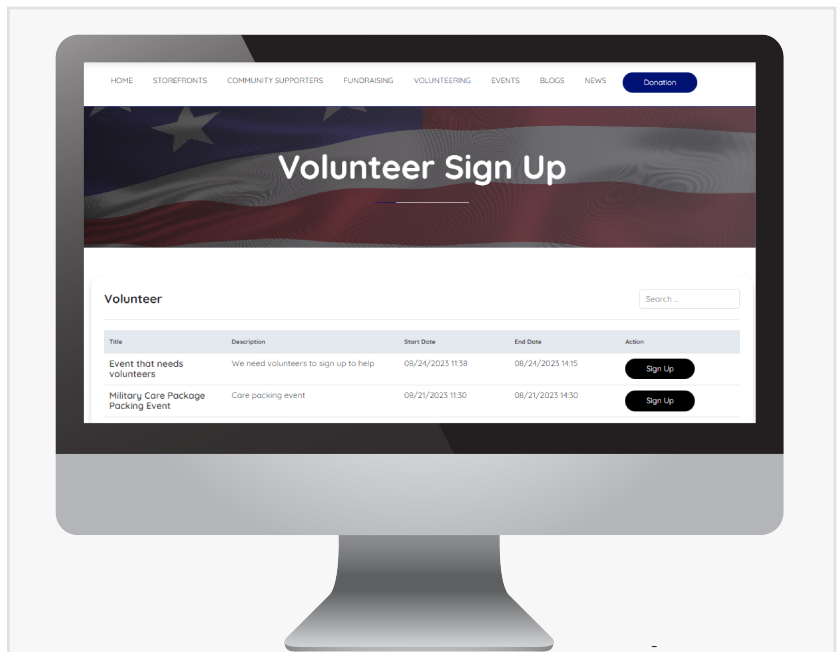 HOME STOREFRONTS COMMUNITY SUPPORTERS FUNDRAISING VOLUNTEERING EVENTS BLOGS NEWS Donation
Volunteer Sign Up
Volunteer Search ...
Title Description Start Date End Date Action
Event that needs volunteers We need volunteers to sign up to help 08/24/2023 11:38 08/24/2023 14:15 Sign Up
Military Care Package Packing Event Care packing event 08/21/2023 11:30 08/21/2023 14:30 Sign Up